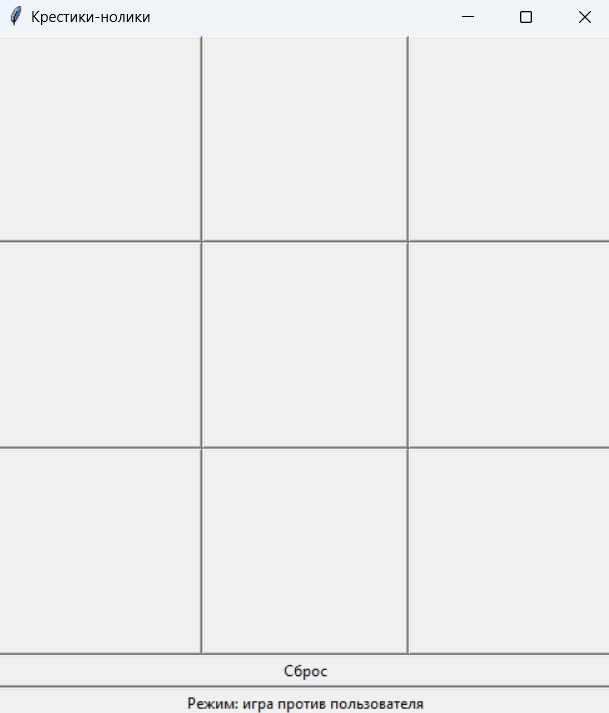 Крестики-нолики
Сброс
Режим: игра против пользователя